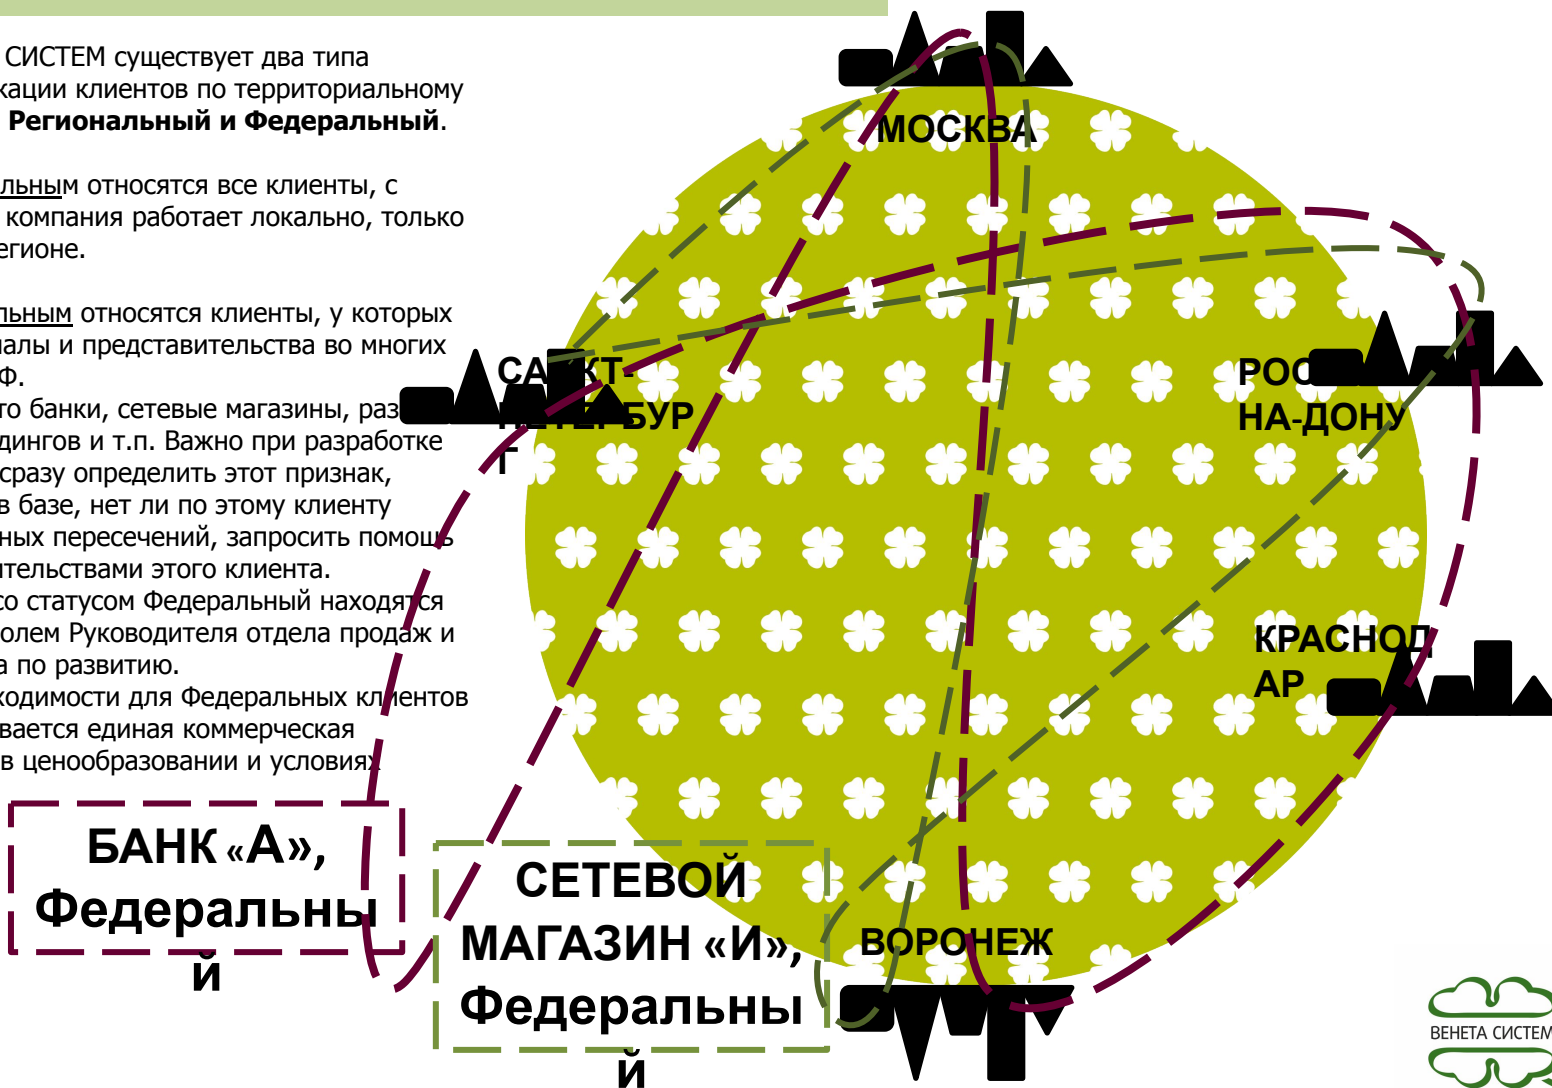 СИСТЕМ существует два типа
кации клиентов по территориальному
Региональный и Федеральный.
льным относятся все клиенты, с
компания работает локально, только
егионе.
льным относятся клиенты, у которых
иалы и представительства во многих
Ф.
то банки, сетевые магазины, раз
дингов и т.п. Важно при разработке
сразу определить этот признак,
в базе, нет ли по этому клиенту
ных пересечений, запросить помощь
ительствами этого клиента.
со статусом Федеральный находятся
олем Руководителя отдела продаж и
а по развитию.
ходимости для Федеральных клиентов
вается единая коммерческая
в ценообразовании и условиях
МОСКВА
САНКТ-
ПЕТЕРБУР
Г
РОС
НА-ДОНУ
КРАСНОД
АР
ВОРОНЕЖ
БАНК «А»,
Федеральны
й
СЕТЕВОЙ
МАГАЗИН «И»,
Федеральны
й
ВЕНЕТА СИСТЕМ